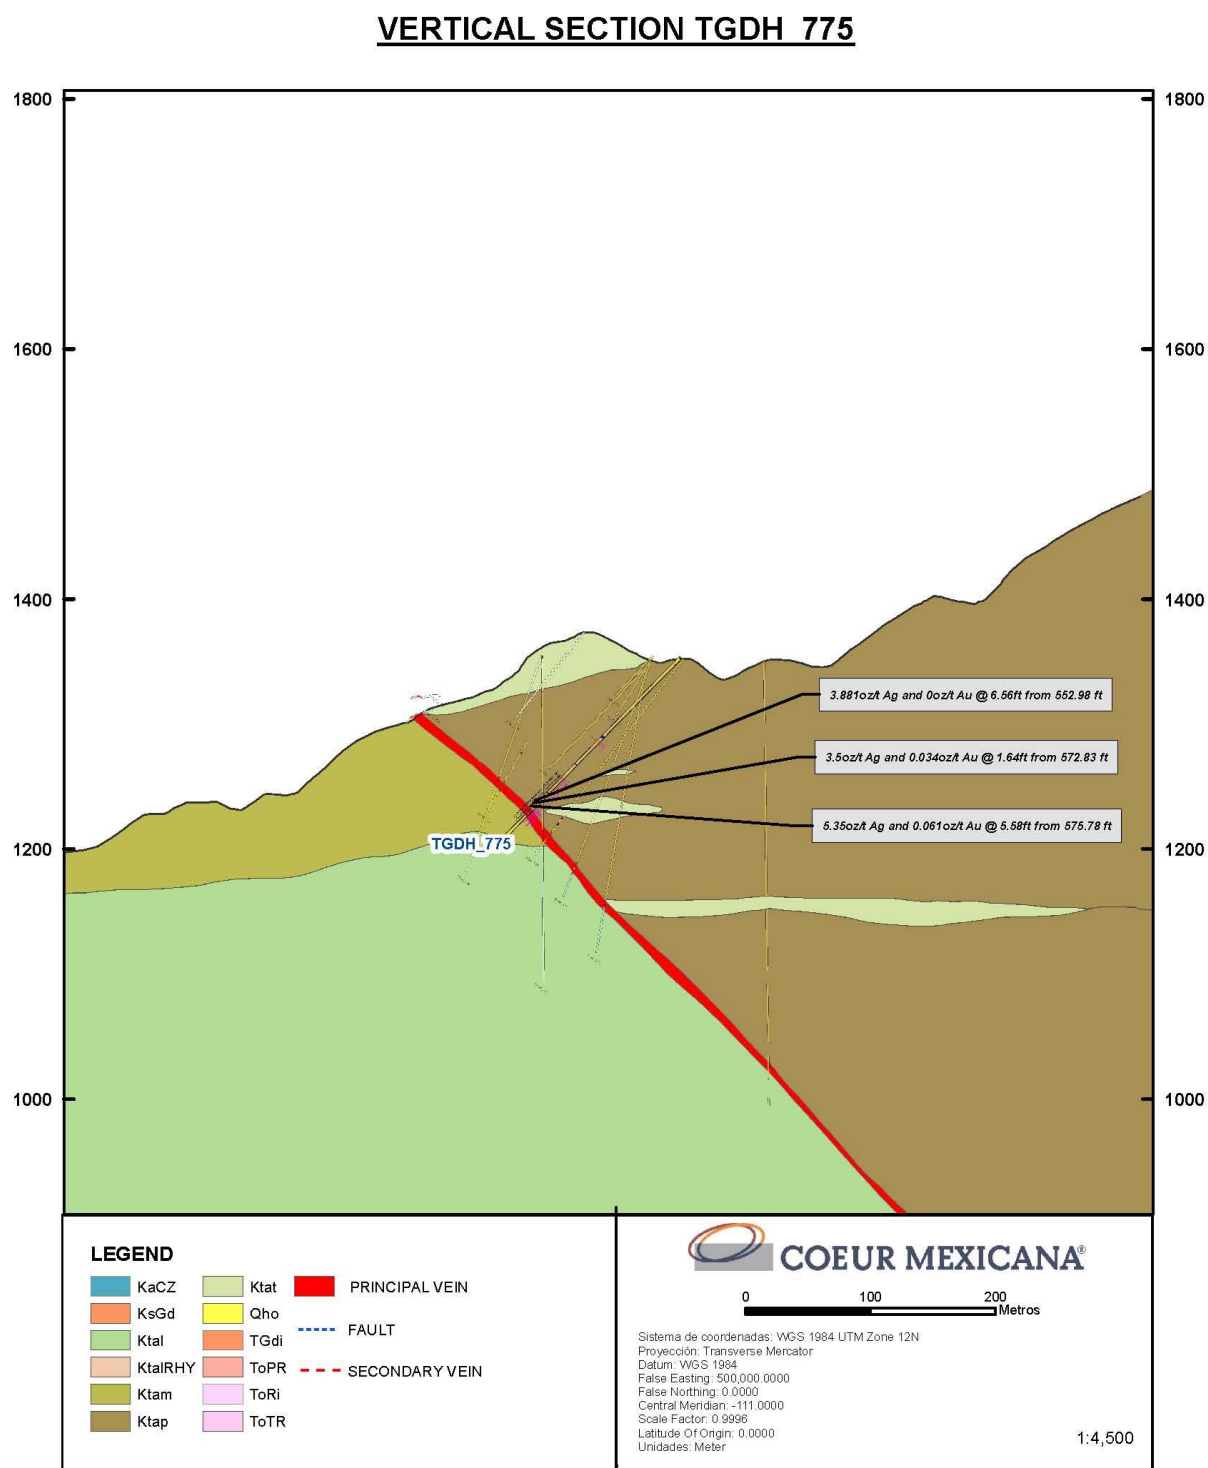 VERTICAL SECTION TGDH_775
1800
1800
1600
1600
1400
1400
3.881oz/t Ag and 0oz/t Au @ 6.56ft from 552.98 ft
3.5oz/t Ag and 0.034oz/t Au @ 1.64ft from 572.83 ft
5.35oz/t Ag and 0.061oz/t Au @ 5.58ft from 575.78 ft
1200
TGDH_775
1200
1000
1000
LEGEND
KaCZ
KsGd
Ktal
KtalRHY
Ktam
Ktap
Ktat
Qho
TGdi
ToPR
ToRi
ToTR
PRINCIPAL VEIN
FAULT
SECONDARY VEIN
COEUR MEXICANA®
0 100 200
Metros
Sistema de coordenadas: WGS 1984 UTM Zone 12N
Proyección: Transverse Mercator
Datum: WGS 1984
False Easting: 500,000.0000
False Northing: 0.0000
Central Meridian: -111.0000
Scale Factor: 0.9996
Latitude Of Origin: 0.0000
Unidades: Meter
1:4,500